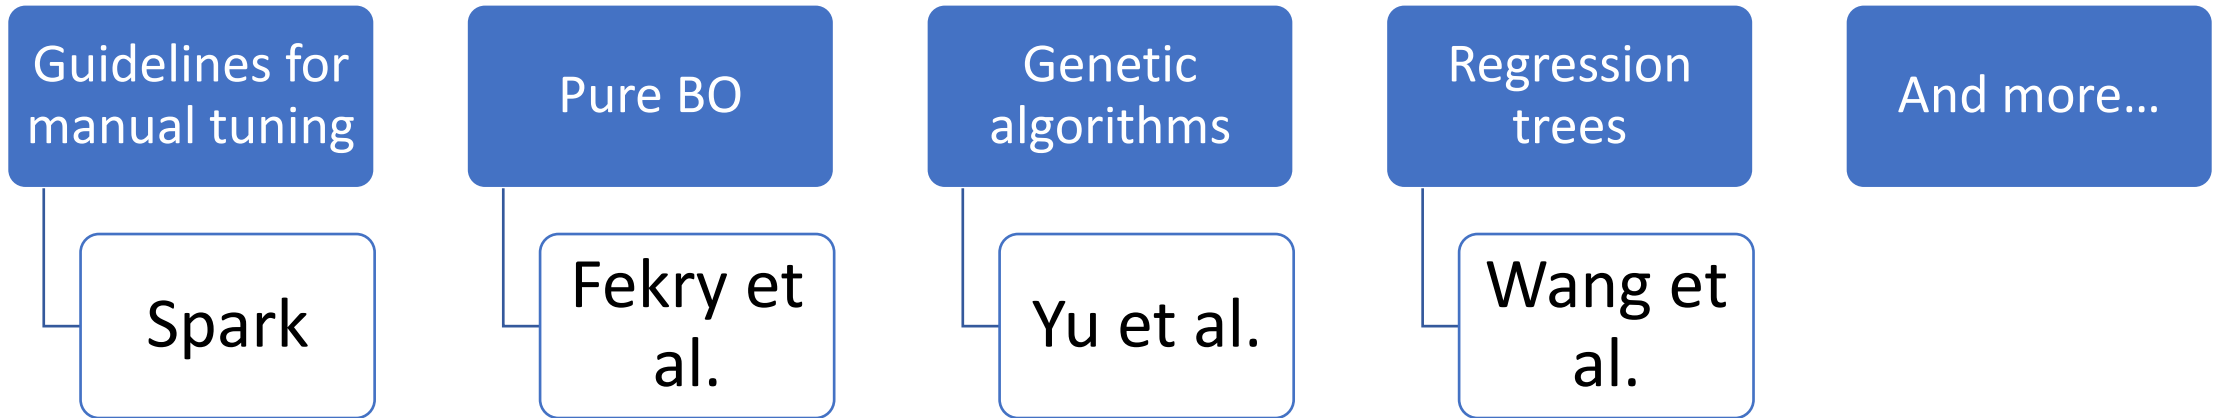 Guidelines for
manual tuning
Spark
Pure BO
Fekry et
al.
Genetic
algorithms
Yu et al.
Regression
trees
Wang et
al.
And more…